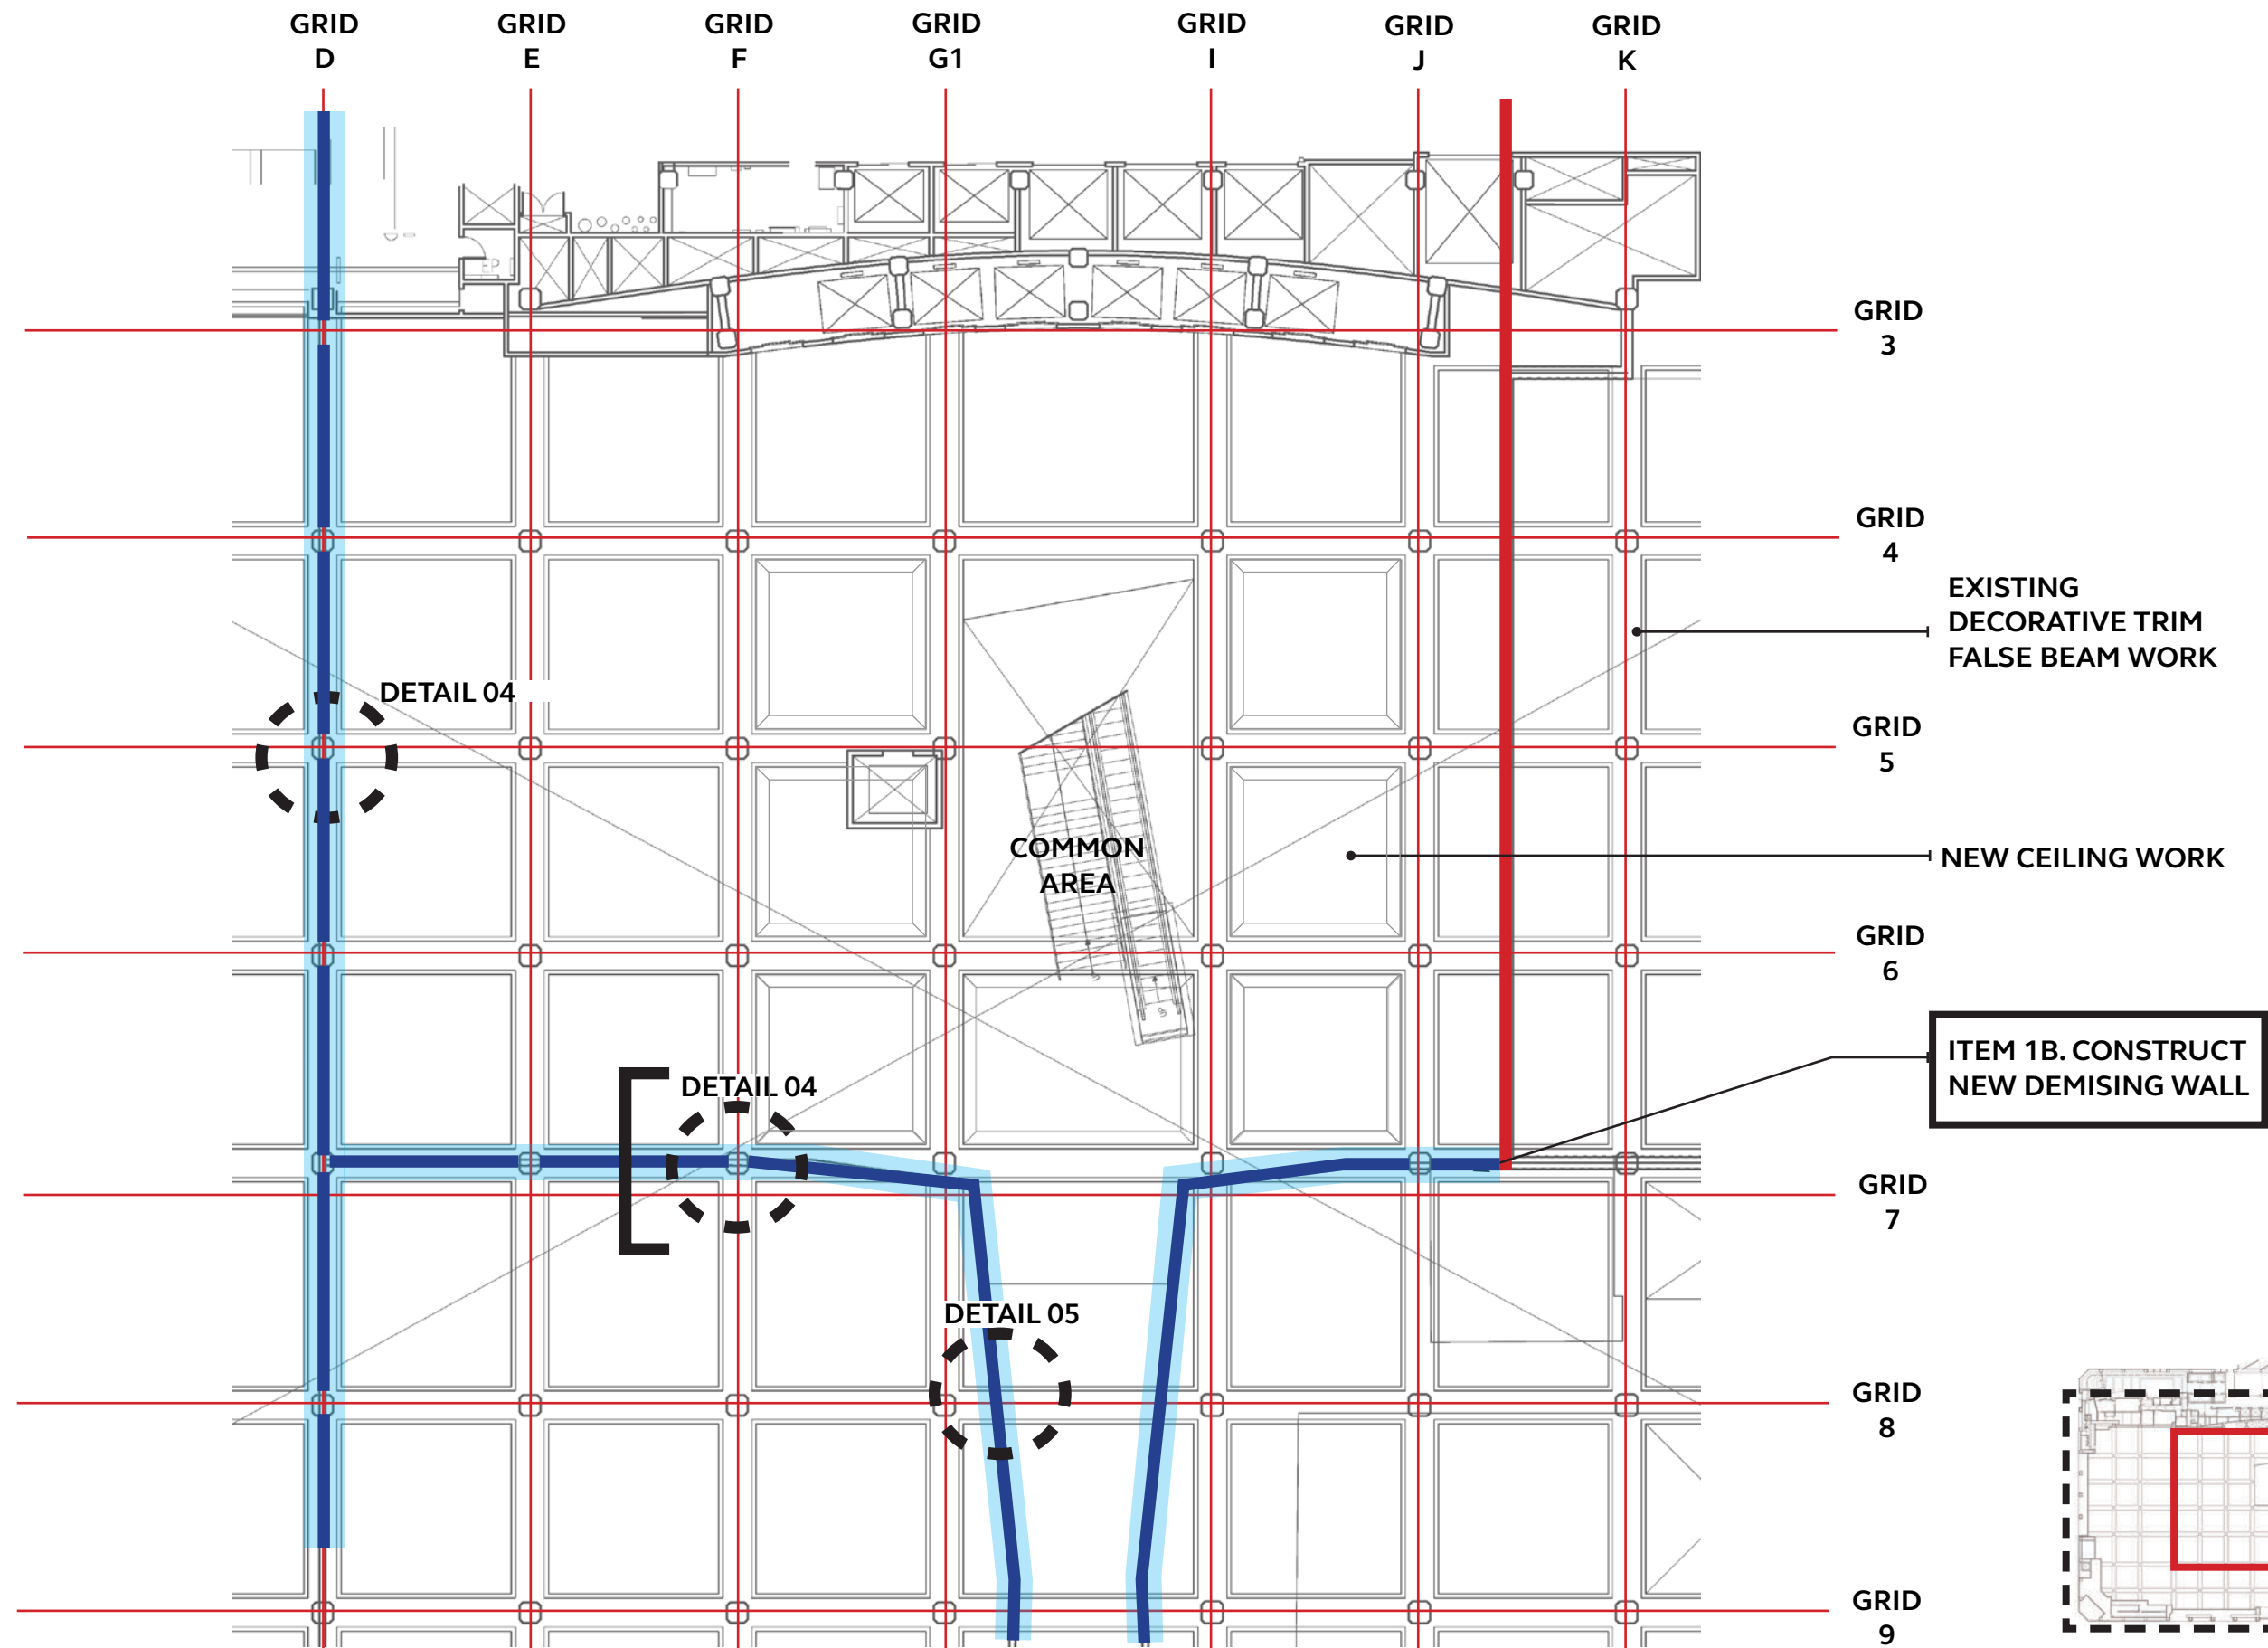 GRID
D
GRID
E
GRID
F
GRID
G1
GRID
I
GRID
J
GRID
K
GRID
3
GRID
4
EXISTING
DECORATIVE TRIM
FALSE BEAM WORK
DETAIL 04
GRID
5
COMMON
AREA
NEW CEILING WORK
GRID
6
ITEM 1B. CONSTRUCT
NEW DEMISING WALL
DETAIL 04
GRID
7
DETAIL 05
GRID
8
GRID
9